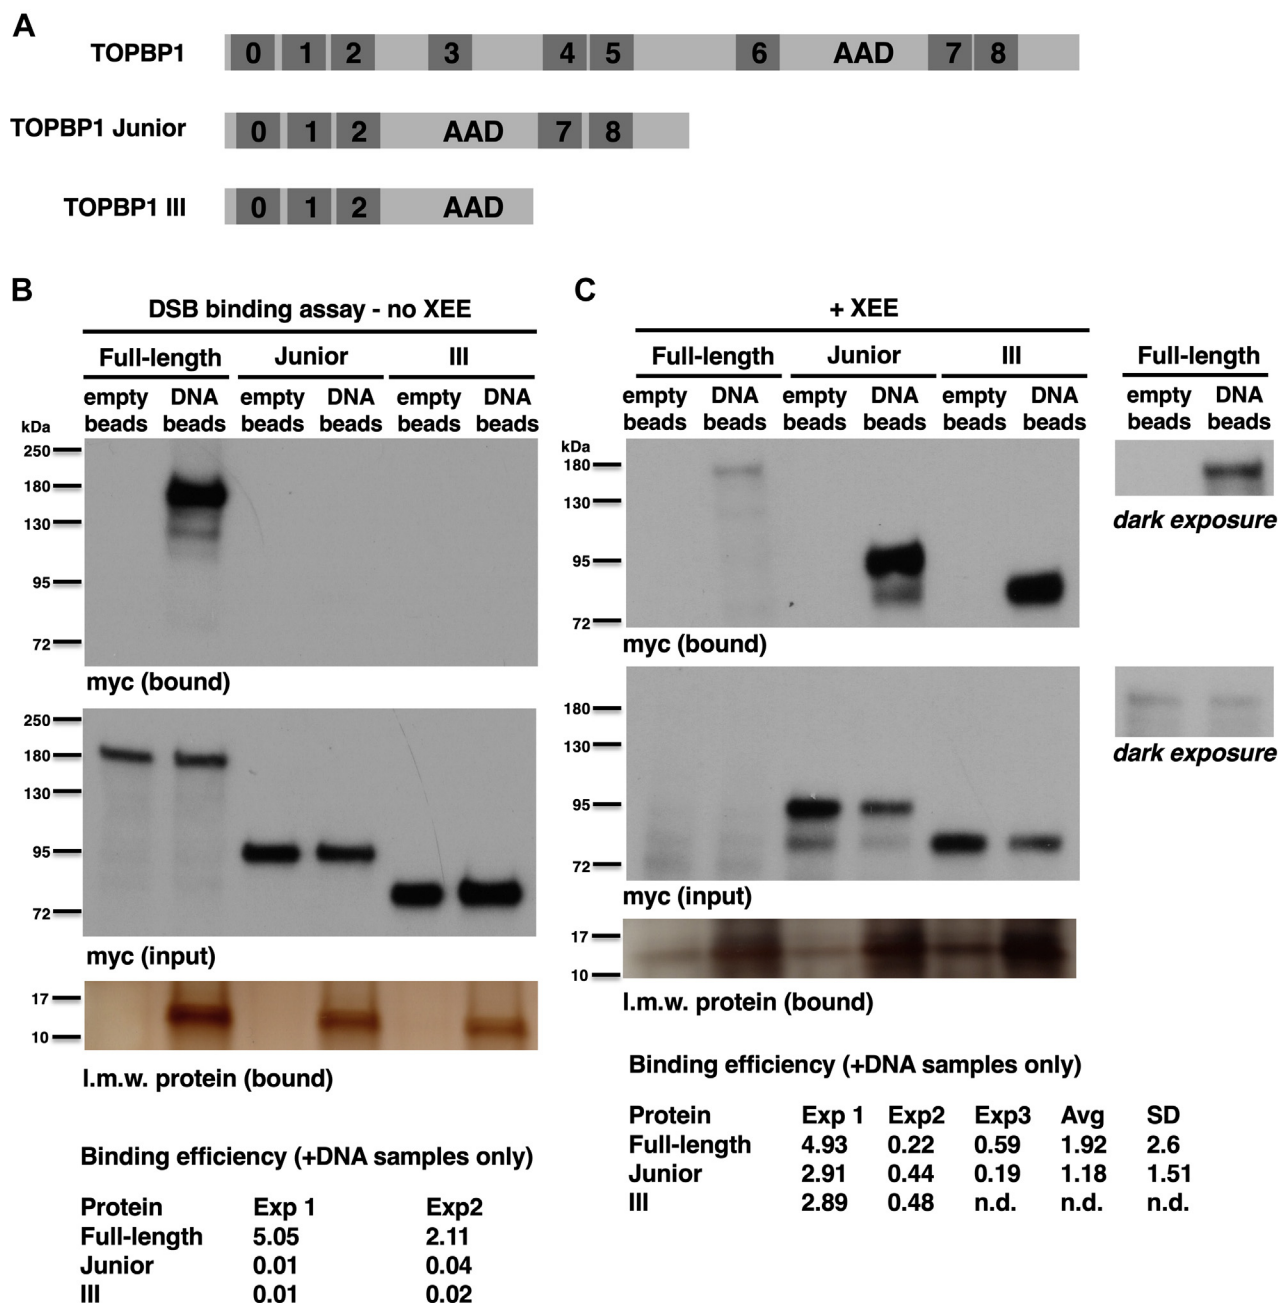 A
TOPBP1 0 1 2 3 4 5 6 AAD 7 8
TOPBP1 Junior 0 1 2 AAD 7 8
TOPBP1 III 0 1 2 AAD
B
DSB binding assay - no XEE
Full-length Junior III
empty beads DNA beads empty beads DNA beads empty beads DNA beads
kDa
250
180
130
95
72
myc (bound)
250
180
130
95
72
myc (input)
17
10
l.m.w. protein (bound)
Binding efficiency (+DNA samples only)
Protein Exp 1 Exp2
Full-length 5.05 2.11
Junior 0.01 0.04
III 0.01 0.02
C
+ XEE
Full-length Junior III
empty beads DNA beads empty beads DNA beads empty beads DNA beads
kDa
180
130
95
72
myc (bound)
180
130
95
72
myc (input)
17
10
l.m.w. protein (bound)
Full-length
empty beads DNA beads
dark exposure
dark exposure
Binding efficiency (+DNA samples only)
Protein Exp 1 Exp2 Exp3 Avg SD
Full-length 4.93 0.22 0.59 1.92 2.6
Junior 2.91 0.44 0.19 1.18 1.51
III 2.89 0.48 n.d. n.d. n.d.